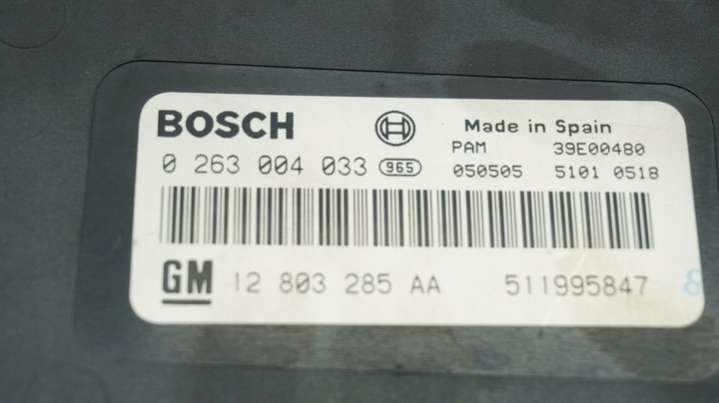 BOSCH Made in Spain
PAM 39E00480
0 263 004 033 965 050505 5101 0518
GM 12 803 285 AA 511995847